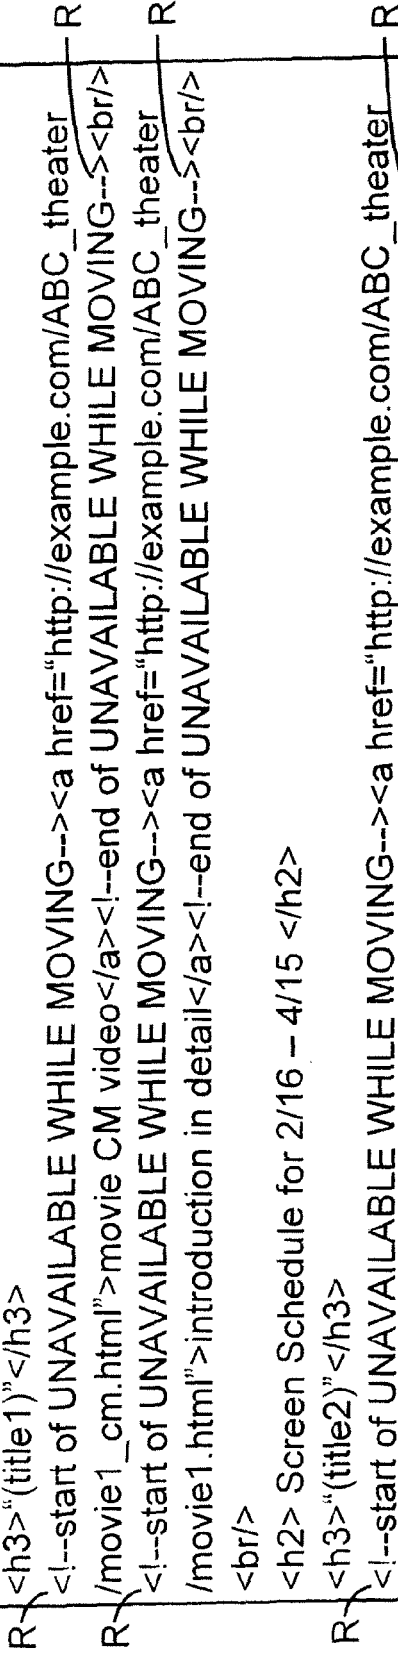 <h3>“(title1)”</h3>
R <!--start of UNAVAILABLE WHILE MOVING--><a href=“http://example.com/ABC_theater R
/movie1_cm.html”>movie CM video</a><!--end of UNAVAILABLE WHILE MOVING--><br/>
R <!--start of UNAVAILABLE WHILE MOVING--><a href=“http://example.com/ABC_theater R
/movie1.html”>introduction in detail</a><!--end of UNAVAILABLE WHILE MOVING--><br/>
<br/>
<h2> Screen Schedule for 2/16 – 4/15 </h2>
<h3>“(title2)”</h3>
R <!--start of UNAVAILABLE WHILE MOVING--><a href=“http://example.com/ABC_theater R